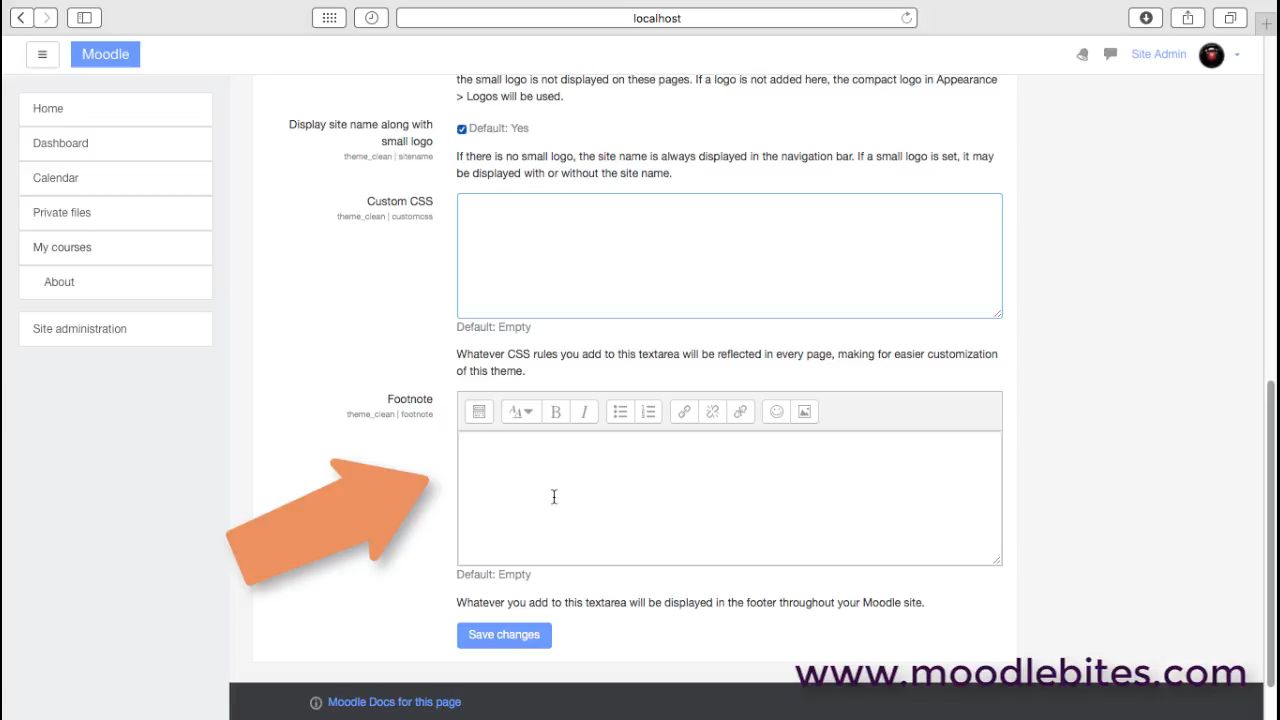 localhost
Moodle
Site Admin
Home
Dashboard
Calendar
Private files
My courses
About
Site administration
the small logo is not displayed on these pages. If a logo is not added here, the compact logo in Appearance
> Logos will be used.
Display site name along with
small logo
theme_clean | sitename
Default: Yes
If there is no small logo, the site name is always displayed in the navigation bar. If a small logo is set, it may
be displayed with or without the site name.
Custom CSS
theme_clean | customcss
Default: Empty
Whatever CSS rules you add to this textarea will be reflected in every page, making for easier customization
of this theme.
Footnote
theme_clean | footnote
AA
B
I
Default: Empty
Whatever you add to this textarea will be displayed in the footer throughout your Moodle site.
Save changes
www.moodlebites.com
Moodle Docs for this page